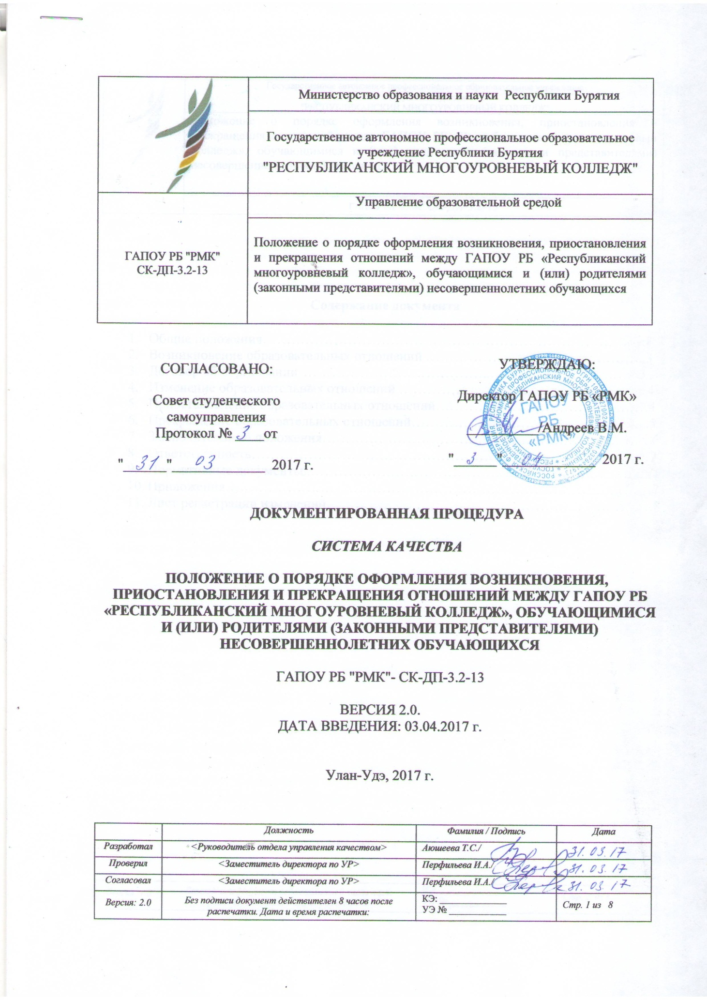 Министерство образования и науки Республики Бурятия
Государственное автономное профессиональное образовательное
учреждение Республики Бурятия
"РЕСПУБЛИКАНСКИЙ МНОГОУРОВНЕВЫЙ КОЛЛЕДЖ"
ГАПОУ РБ "РМК"
СК-ДП-3.2-13
Управление образовательной средой
Положение о порядке оформления возникновения, приостановления
и прекращения отношений между ГАПОУ РБ «Республиканский
многоуровневый колледж», обучающимися и (или) родителями
(законными представителями) несовершеннолетних обучающихся
СОГЛАСОВАНО:
Совет студенческого
самоуправления
Протокол № 3 от
"31" 03 2017 г.
УТВЕРЖДАЮ:
Директор ГАПОУ РБ «РМК»
/Андреев В.М.
"3" 04 2017 г.
ГАПОУ
РБ
«РМК»
ДОКУМЕНТИРОВАННАЯ ПРОЦЕДУРА
СИСТЕМА КАЧЕСТВА
ПОЛОЖЕНИЕ О ПОРЯДКЕ ОФОРМЛЕНИЯ ВОЗНИКНОВЕНИЯ,
ПРИОСТАНОВЛЕНИЯ И ПРЕКРАЩЕНИЯ ОТНОШЕНИЙ МЕЖДУ ГАПОУ РБ
«РЕСПУБЛИКАНСКИЙ МНОГОУРОВНЕВЫЙ КОЛЛЕДЖ», ОБУЧАЮЩИМИСЯ
И (ИЛИ) РОДИТЕЛЯМИ (ЗАКОННЫМИ ПРЕДСТАВИТЕЛЯМИ)
НЕСОВЕРШЕННОЛЕТНИХ ОБУЧАЮЩИХСЯ
ГАПОУ РБ "РМК"- СК-ДП-3.2-13
ВЕРСИЯ 2.0.
ДАТА ВВЕДЕНИЯ: 03.04.2017 г.
Улан-Удэ, 2017 г.
Должность Фамилия / Подпись Дата
Разработал <Руководитель отдела управления качеством> Аюшеева Т.С./ 31.03.17
Проверил <Заместитель директора по УР> Перфильева И.А./ 31.03.17
Согласовал <Заместитель директора по УР> Перфильева И.А./ 31.03.17
Версия: 2.0 Без подписи документ действителен 8 часов после
распечатки. Дата и время распечатки:
КЭ: ______________
УЭ № ____________
Стр. 1 из 8